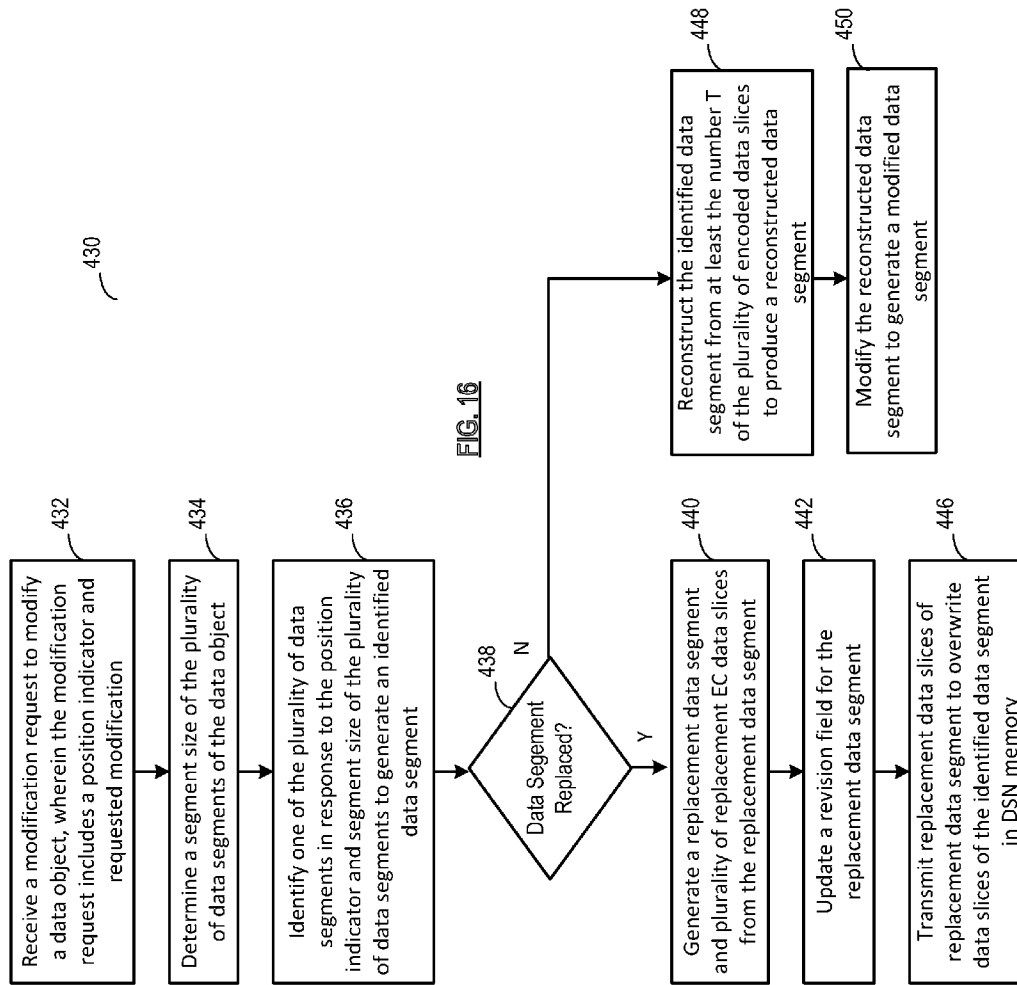 430
432
Receive a modification request to modify
a data object, wherein the modification
request includes a position indicator and
requested modification
434
Determine a segment size of the plurality
of data segments of the data object
436
Identify one of the plurality of data
segments in response to the position
indicator and segment size of the plurality
of data segments to generate an identified
data segment
438
Data Segement
Replaced?
N
Y
440
Generate a replacement data segment
and plurality of replacement EC data slices
from the replacement data segment
442
Update a revision field for the
replacement data segment
446
Transmit replacement data slices of
replacement data segment to overwrite
data slices of the identified data segment
in DSN memory
448
Reconstruct the identified data
segment from at least the number T
of the plurality of encoded data slices
to produce a reconstructed data
segment
450
Modify the reconstructed data
segment to generate a modified data
segment
FIG. 16